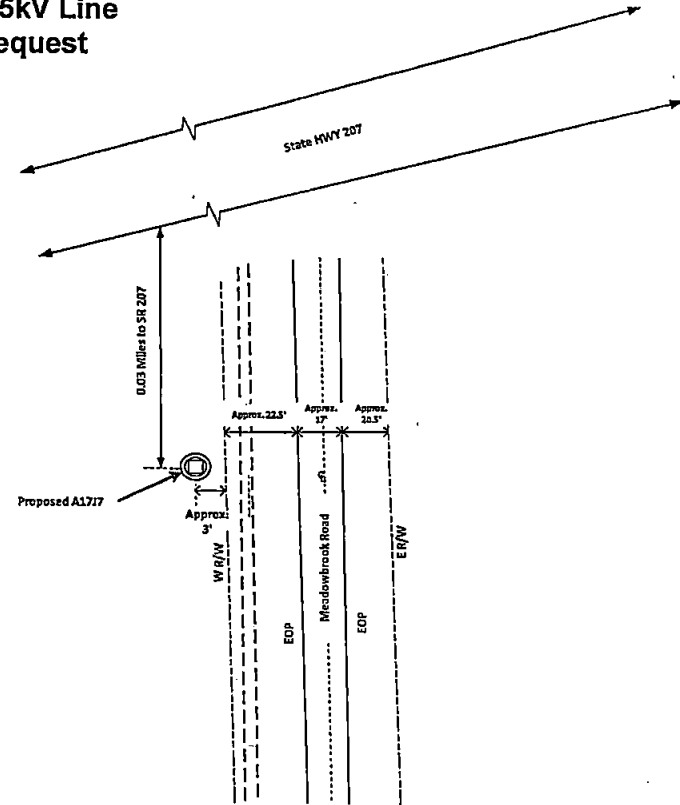 5kV Line
equest
State HWY 207
0.03 Miles to SR 207
Approx. 22.5'
Approx.
17'
Approx.
20.5'
Proposed A17J7
Approx.
3'
W R/W
EOP
Meadowbrook Road
EOP
E R/W